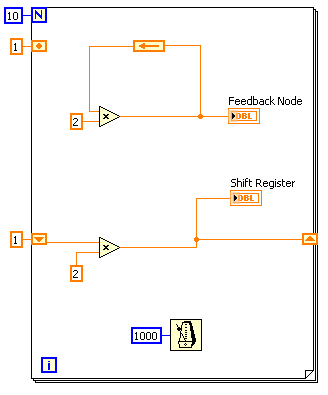 10 N
1
2 x
Feedback Node
DBL
Shift Register
DBL
1
x
2
1000
i